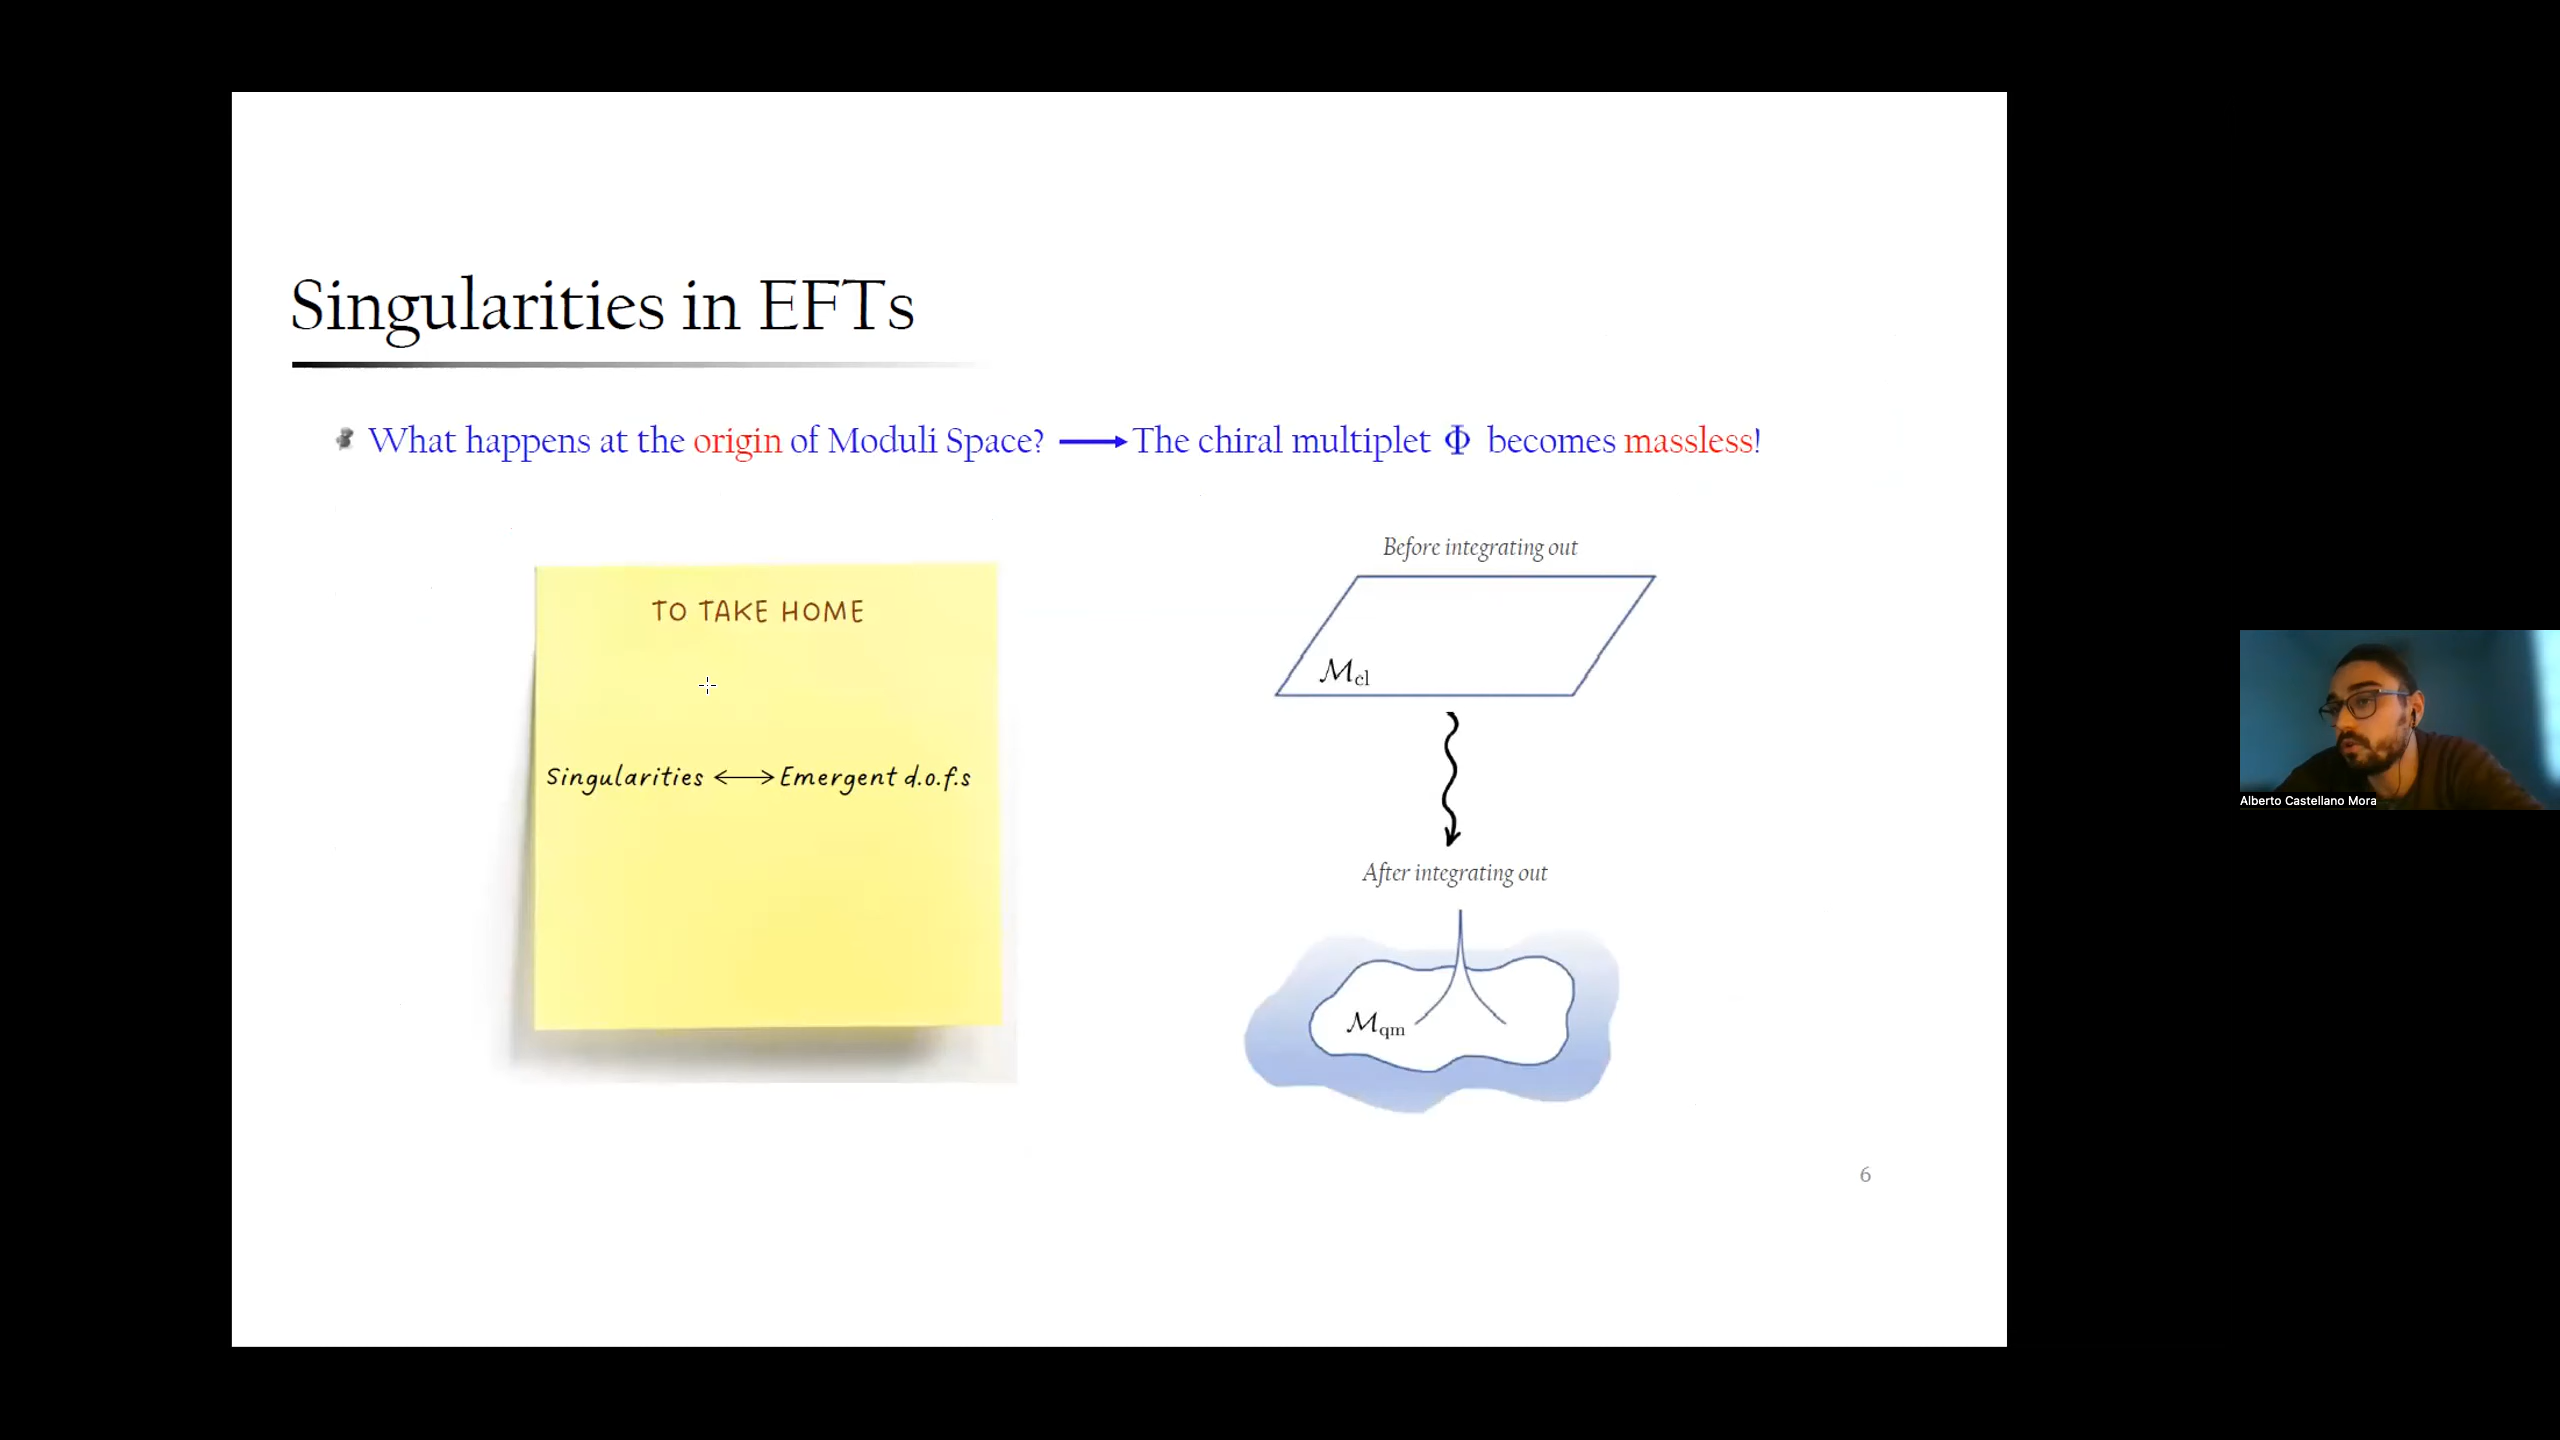 Singularities in EFTs
What happens at the origin of Moduli Space? ⟶ The chiral multiplet Φ becomes massless!
TO TAKE HOME
Singularities ⟷ Emergent d.o.f.s
Before integrating out
ℳcl
After integrating out
ℳqm
6
Alberto Castellano Mora